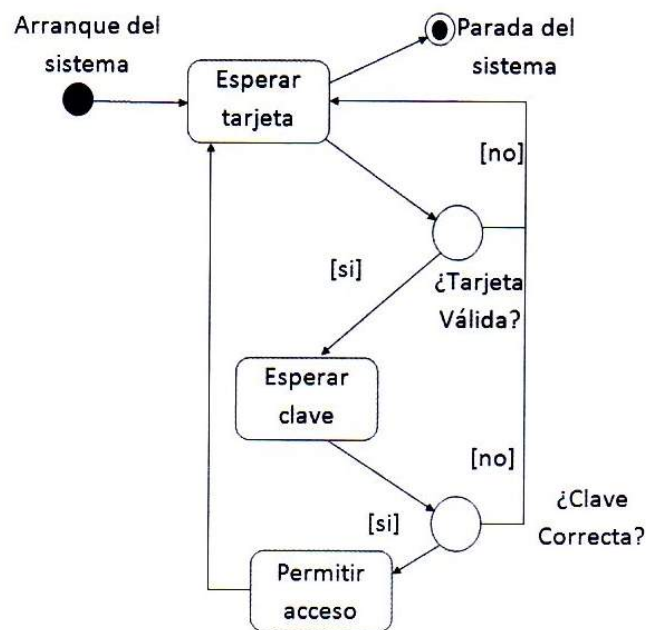 Arranque del
sistema
Parada del
sistema
Esperar
tarjeta
[no]
[si]
¿Tarjeta
Válida?
Esperar
clave
[no]
[si]
¿Clave
Correcta?
Permitir
acceso